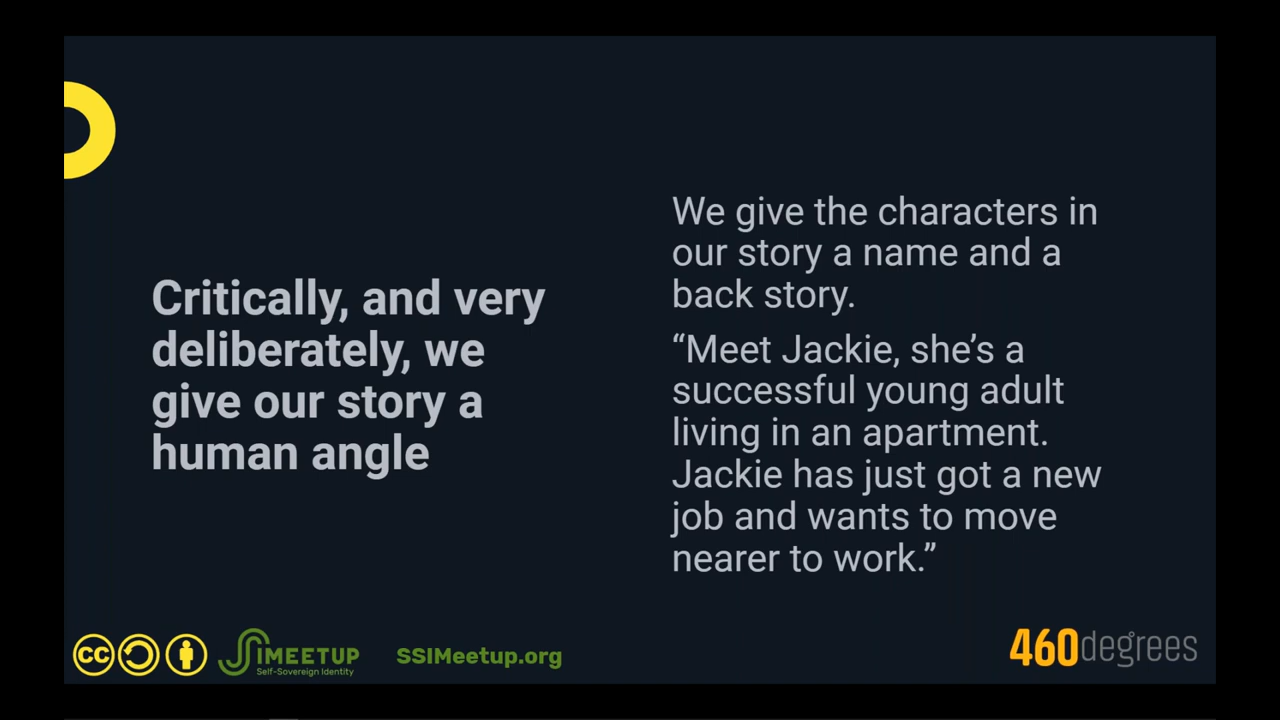 Critically, and very
deliberately, we
give our story a
human angle
We give the characters in
our story a name and a
back story.
“Meet Jackie, she’s a
successful young adult
living in an apartment.
Jackie has just got a new
job and wants to move
nearer to work.”
CC
SSIMEETUP
Self-Sovereign Identity
SSIMeetup.org
460degrees